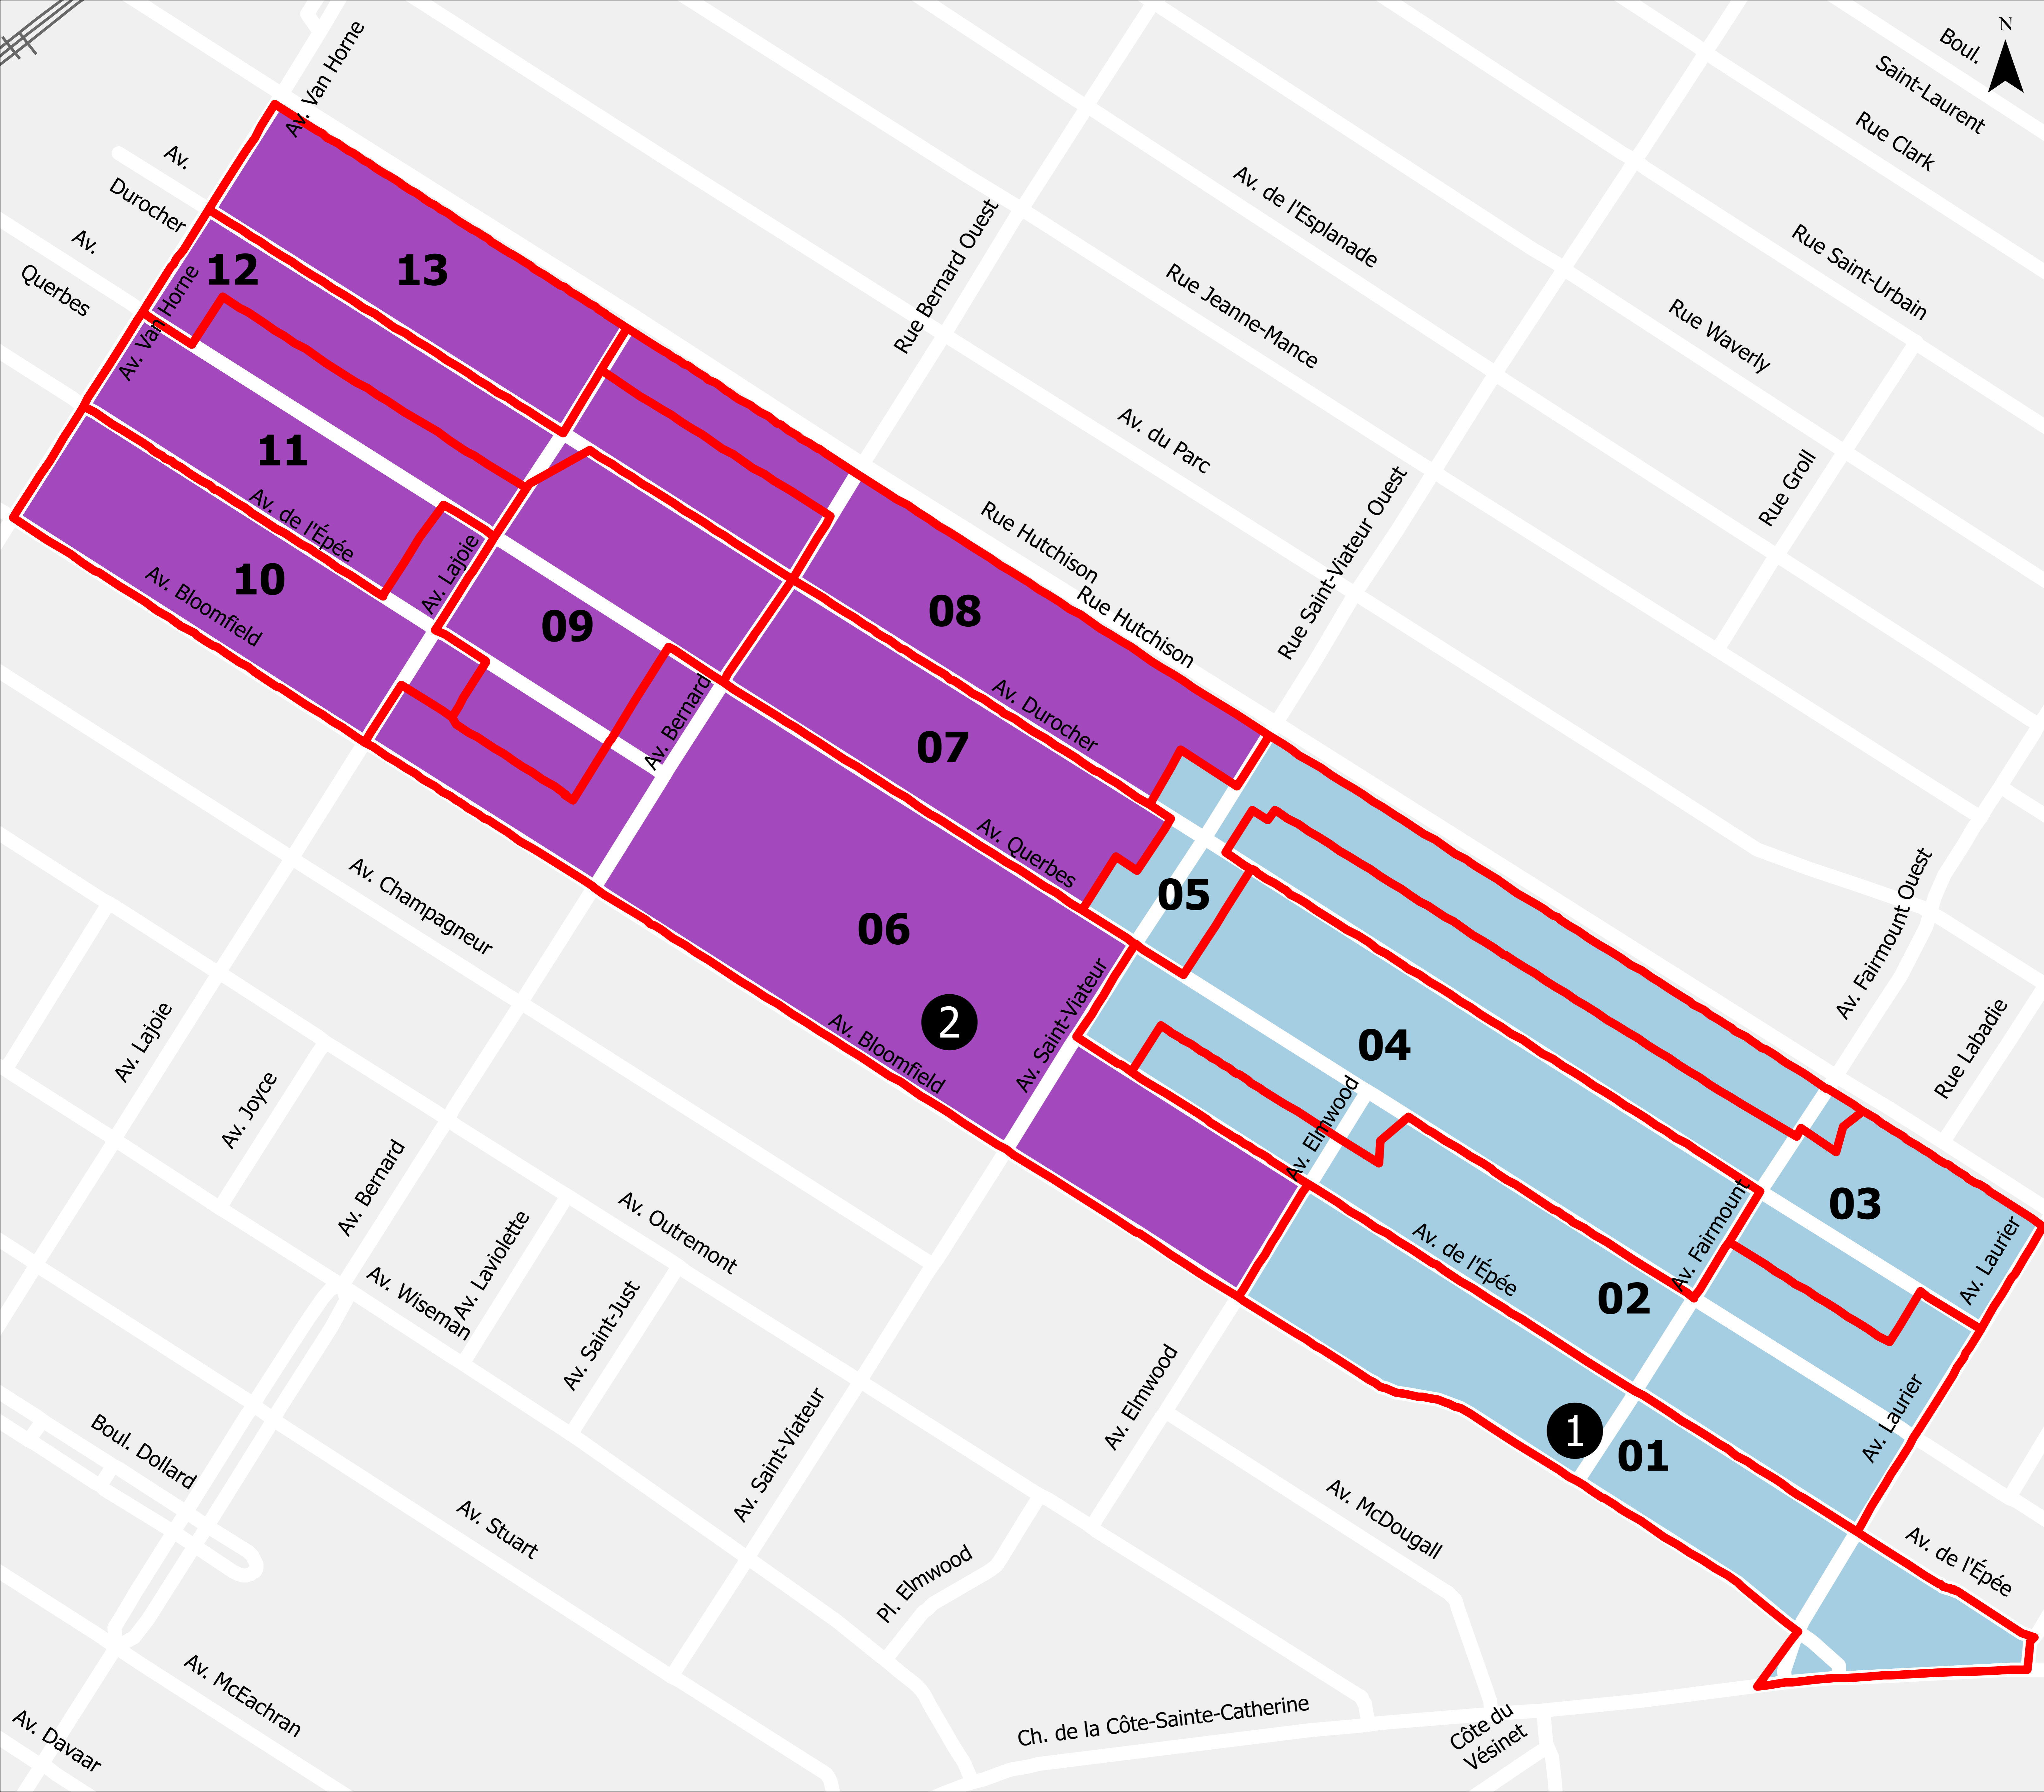 N
Boul.
Saint-Laurent
Rue Clark
Av. Van Horne
Av.
Durocher
Av.
Querbes
Av. de l'Esplanade
Rue Saint-Urbain
Rue Bernard Ouest
Rue Jeanne-Mance
Rue Waverly
12
13
Av. Van Horne
Av. du Parc
Rue Groll
11
Rue Saint-Viateur Ouest
Av. de l'Épée
Rue Hutchison
Av. Lajoie
10
Av. Bloomfield
09
08
Rue Hutchison
Av. Bernard
07
Av. Durocher
Av. Querbes
05
06
Av. Champagneur
Av. Fairmount Ouest
2
Av. Bloomfield
Av. Saint-Viateur
04
Rue Labadie
Av. Lajoie
Av. Joyce
Av. Elmwood
Av. Bernard
Av. Outremont
03
Av. Laurier
Av. Fairmount
Av. de l'Épée
02
Av. Laviolette
Av. Wiseman
Av. Saint-Just
Av. Elmwood
Av. Laurier
1
01
Boul. Dollard
Av. Saint-Viateur
Av. Stuart
Av. McDougall
Pl. Elmwood
Av. de l'Épée
Av. McEachran
Ch. de la Côte-Sainte-Catherine
Côte du
Vésinet
Av. Davaar